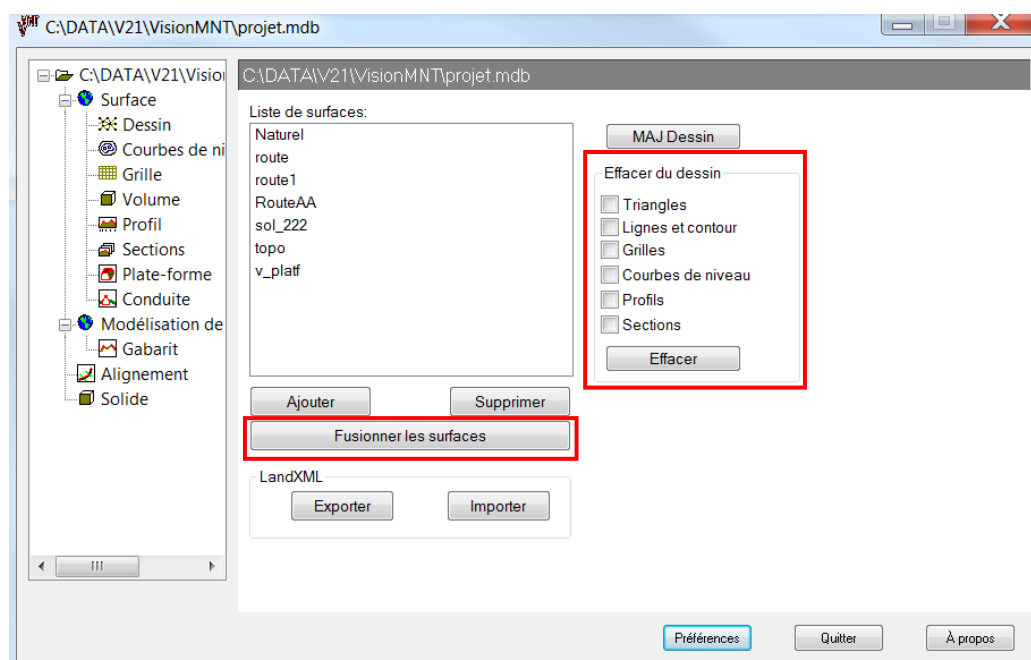 C:\DATA\V21\VisionMNT\projet.mdb
C:\DATA\V21\Visio
Surface
Dessin
Courbes de ni
Grille
Volume
Profil
Sections
Plate-forme
Conduite
Modélisation de
Gabarit
Alignement
Solide
C:\DATA\V21\VisionMNT\projet.mdb
Liste de surfaces:
Naturel
route
route1
RouteAA
sol_222
topo
v_platf
Ajouter
Supprimer
Fusionner les surfaces
LandXML
Exporter
Importer
MAJ Dessin
Effacer du dessin
Triangles
Lignes et contour
Grilles
Courbes de niveau
Profils
Sections
Effacer
Préférences
Quitter
À propos